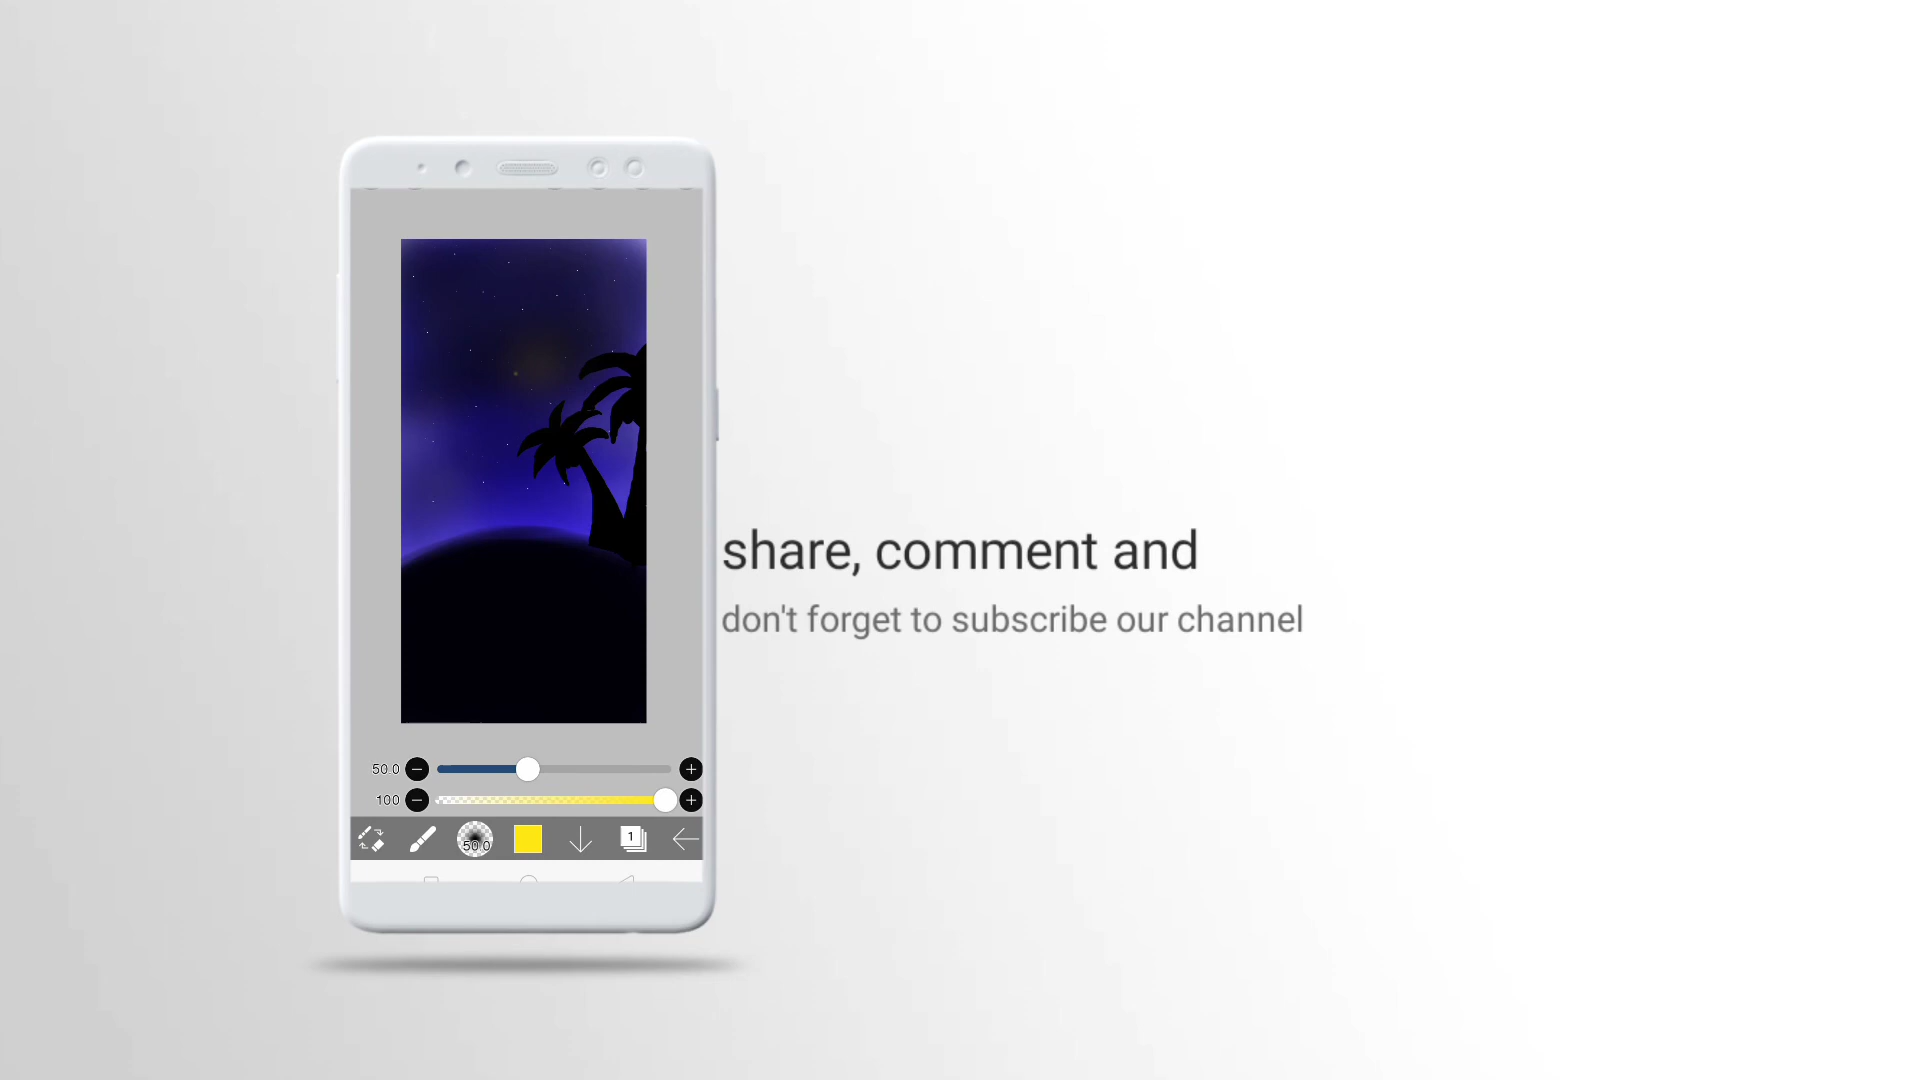 share, comment and
don't forget to subscribe our channel
50.0
100
50.0
1